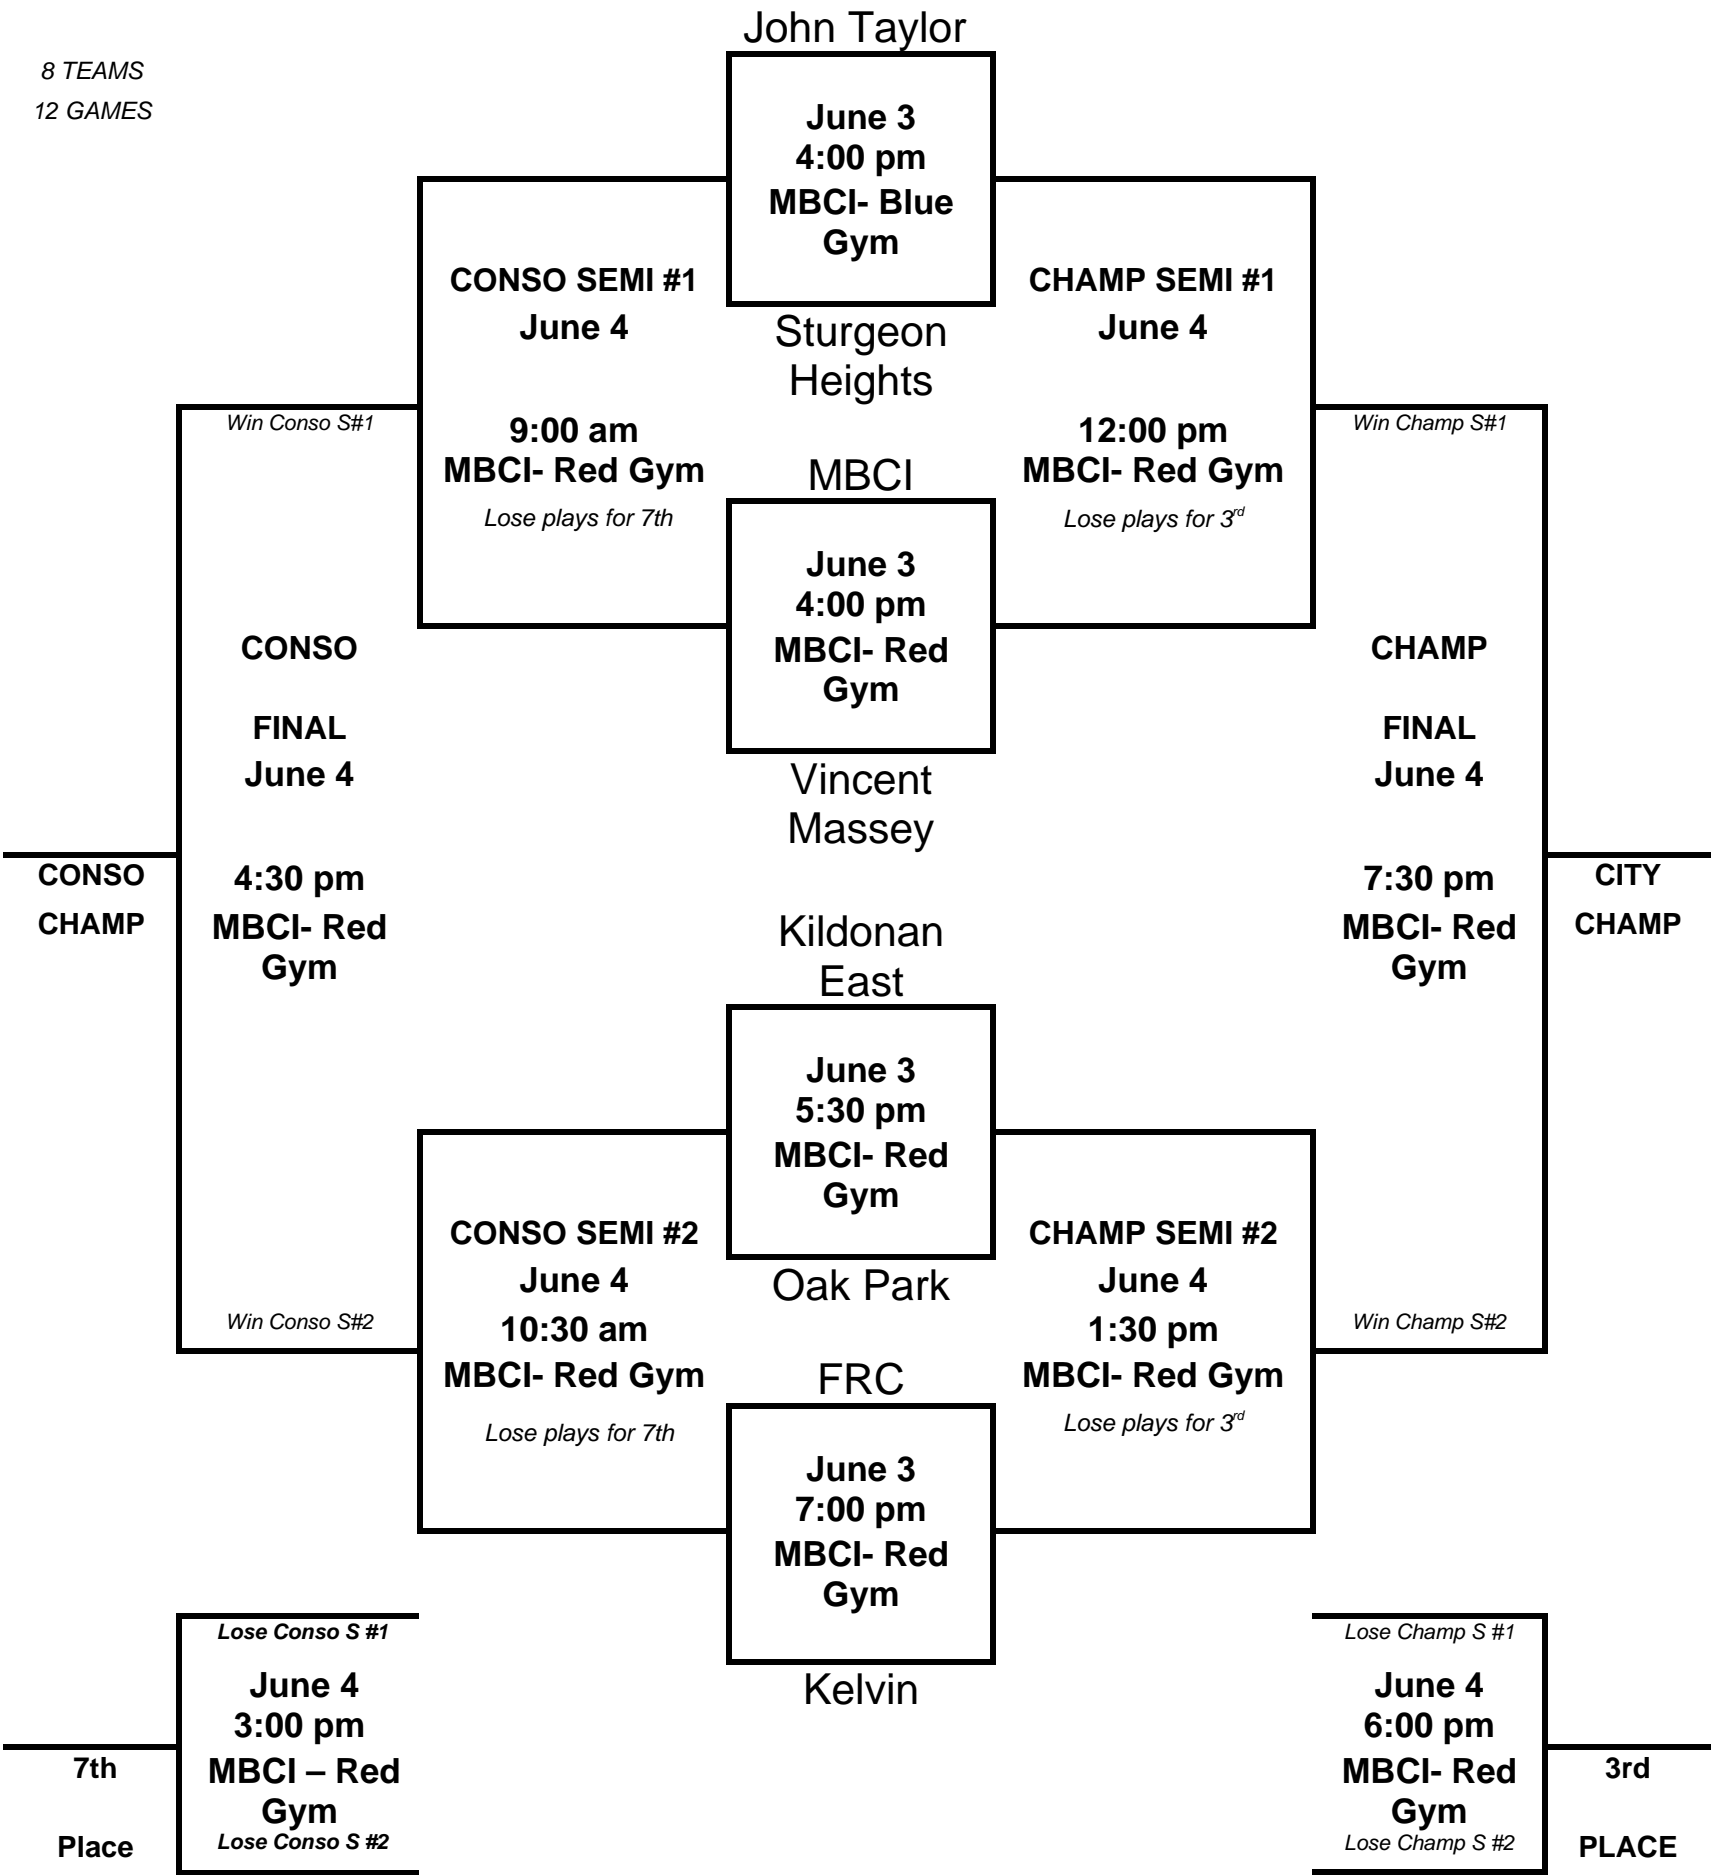 John Taylor
8 TEAMS
12 GAMES
June 3
4:00 pm
MBCI- Blue
Gym
CONSO SEMI #1
June 4
9:00 am
MBCI- Red Gym
Lose plays for 7th
Sturgeon
Heights
CHAMP SEMI #1
June 4
12:00 pm
MBCI- Red Gym
Lose plays for 3rd
Win Conso S#1
Win Champ S#1
MBCI
June 3
4:00 pm
MBCI- Red
Gym
Vincent
Massey
CONSO
FINAL
June 4
4:30 pm
MBCI- Red
Gym
CONSO
CHAMP
CHAMP
FINAL
June 4
7:30 pm
MBCI- Red
Gym
CITY
CHAMP
Kildonan
East
June 3
5:30 pm
MBCI- Red
Gym
Oak Park
CONSO SEMI #2
June 4
10:30 am
MBCI- Red Gym
Lose plays for 7th
CHAMP SEMI #2
June 4
1:30 pm
MBCI- Red Gym
Lose plays for 3rd
Win Conso S#2
Win Champ S#2
FRC
June 3
7:00 pm
MBCI- Red
Gym
Kelvin
Lose Conso S #1
June 4
3:00 pm
MBCI – Red
Gym
Lose Conso S #2
7th
Place
Lose Champ S #1
June 4
6:00 pm
MBCI- Red
Gym
Lose Champ S #2
3rd
PLACE